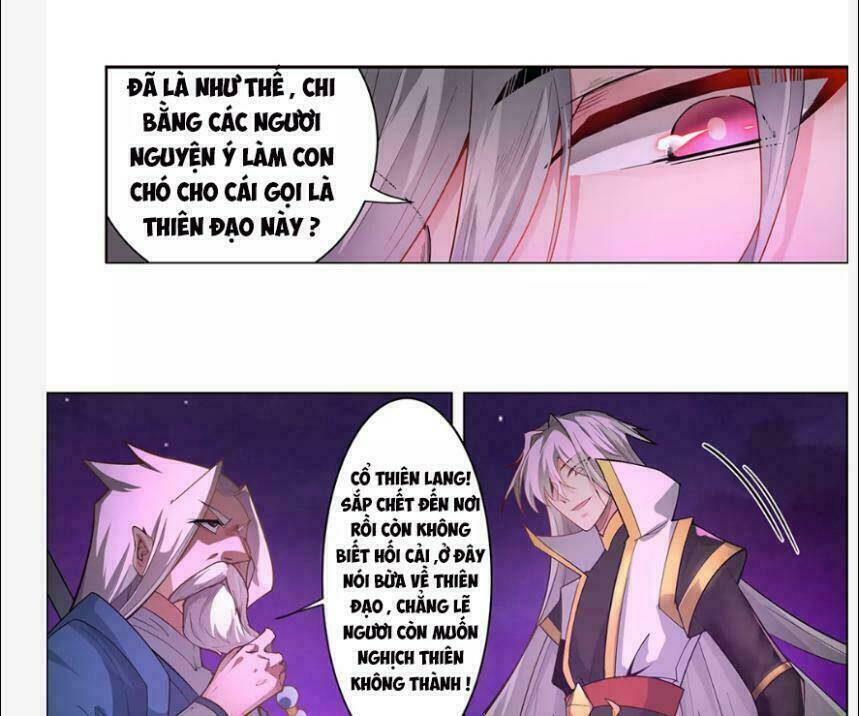 ĐÃ LÀ NHƯ THẾ , CHI
BẰNG CÁC NGƯƠI
NGUYỆN Ý LÀM CON
CHÓ CHO CÁI GỌI LÀ
THIÊN ĐẠO NÀY ?
CỔ THIÊN LANG!
SẮP CHẾT ĐẾN NƠI
RỒI CÒN KHÔNG
BIẾT HỐI CẢI ,Ở ĐÂY
NÓI BỪA VỀ THIÊN
ĐẠO , CHẲNG LẼ
NGƯƠI CÒN MUỐN
NGHỊCH THIÊN
KHÔNG THÀNH !